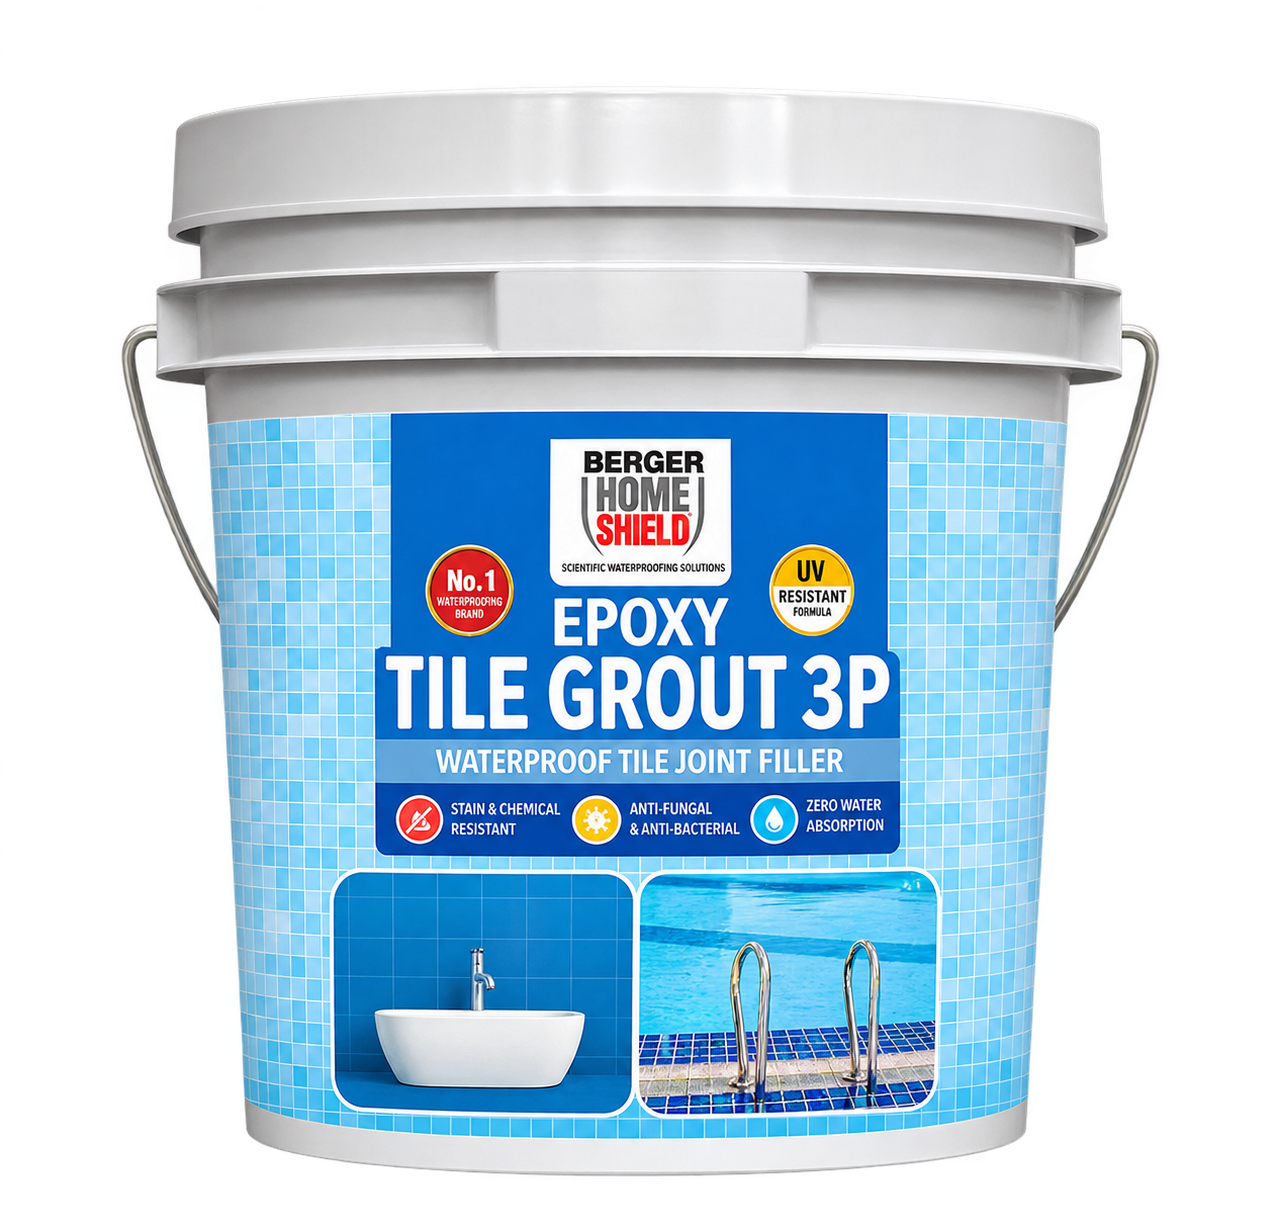 BERGER
HOME
SHIELD®
SCIENTIFIC WATERPROOFING SOLUTIONS
No.1
WATERPROOFING
BRAND
UV
RESISTANT
FORMULA
EPOXY
TILE GROUT 3P
WATERPROOF TILE JOINT FILLER
STAIN & CHEMICAL
RESISTANT
ANTI-FUNGAL
& ANTI-BACTERIAL
ZERO WATER
ABSORPTION